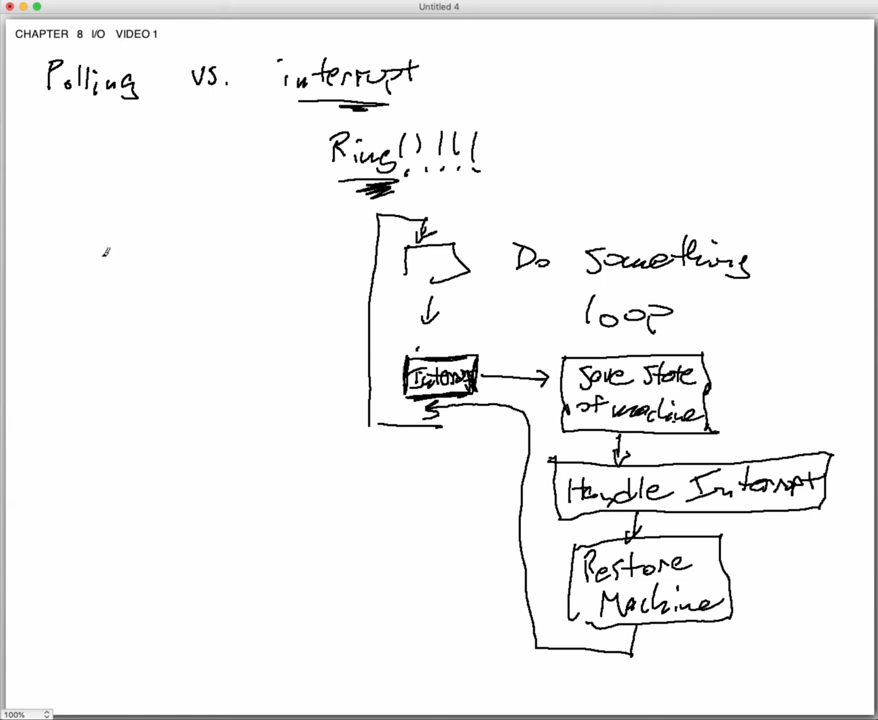 Untitled 4
CHAPTER 8 I/O VIDEO 1
Polling vs. interrupt
Ring()!!!!
Do something
loop
Save state
of machine
Handle Interrupt
Restore
Machine
100%